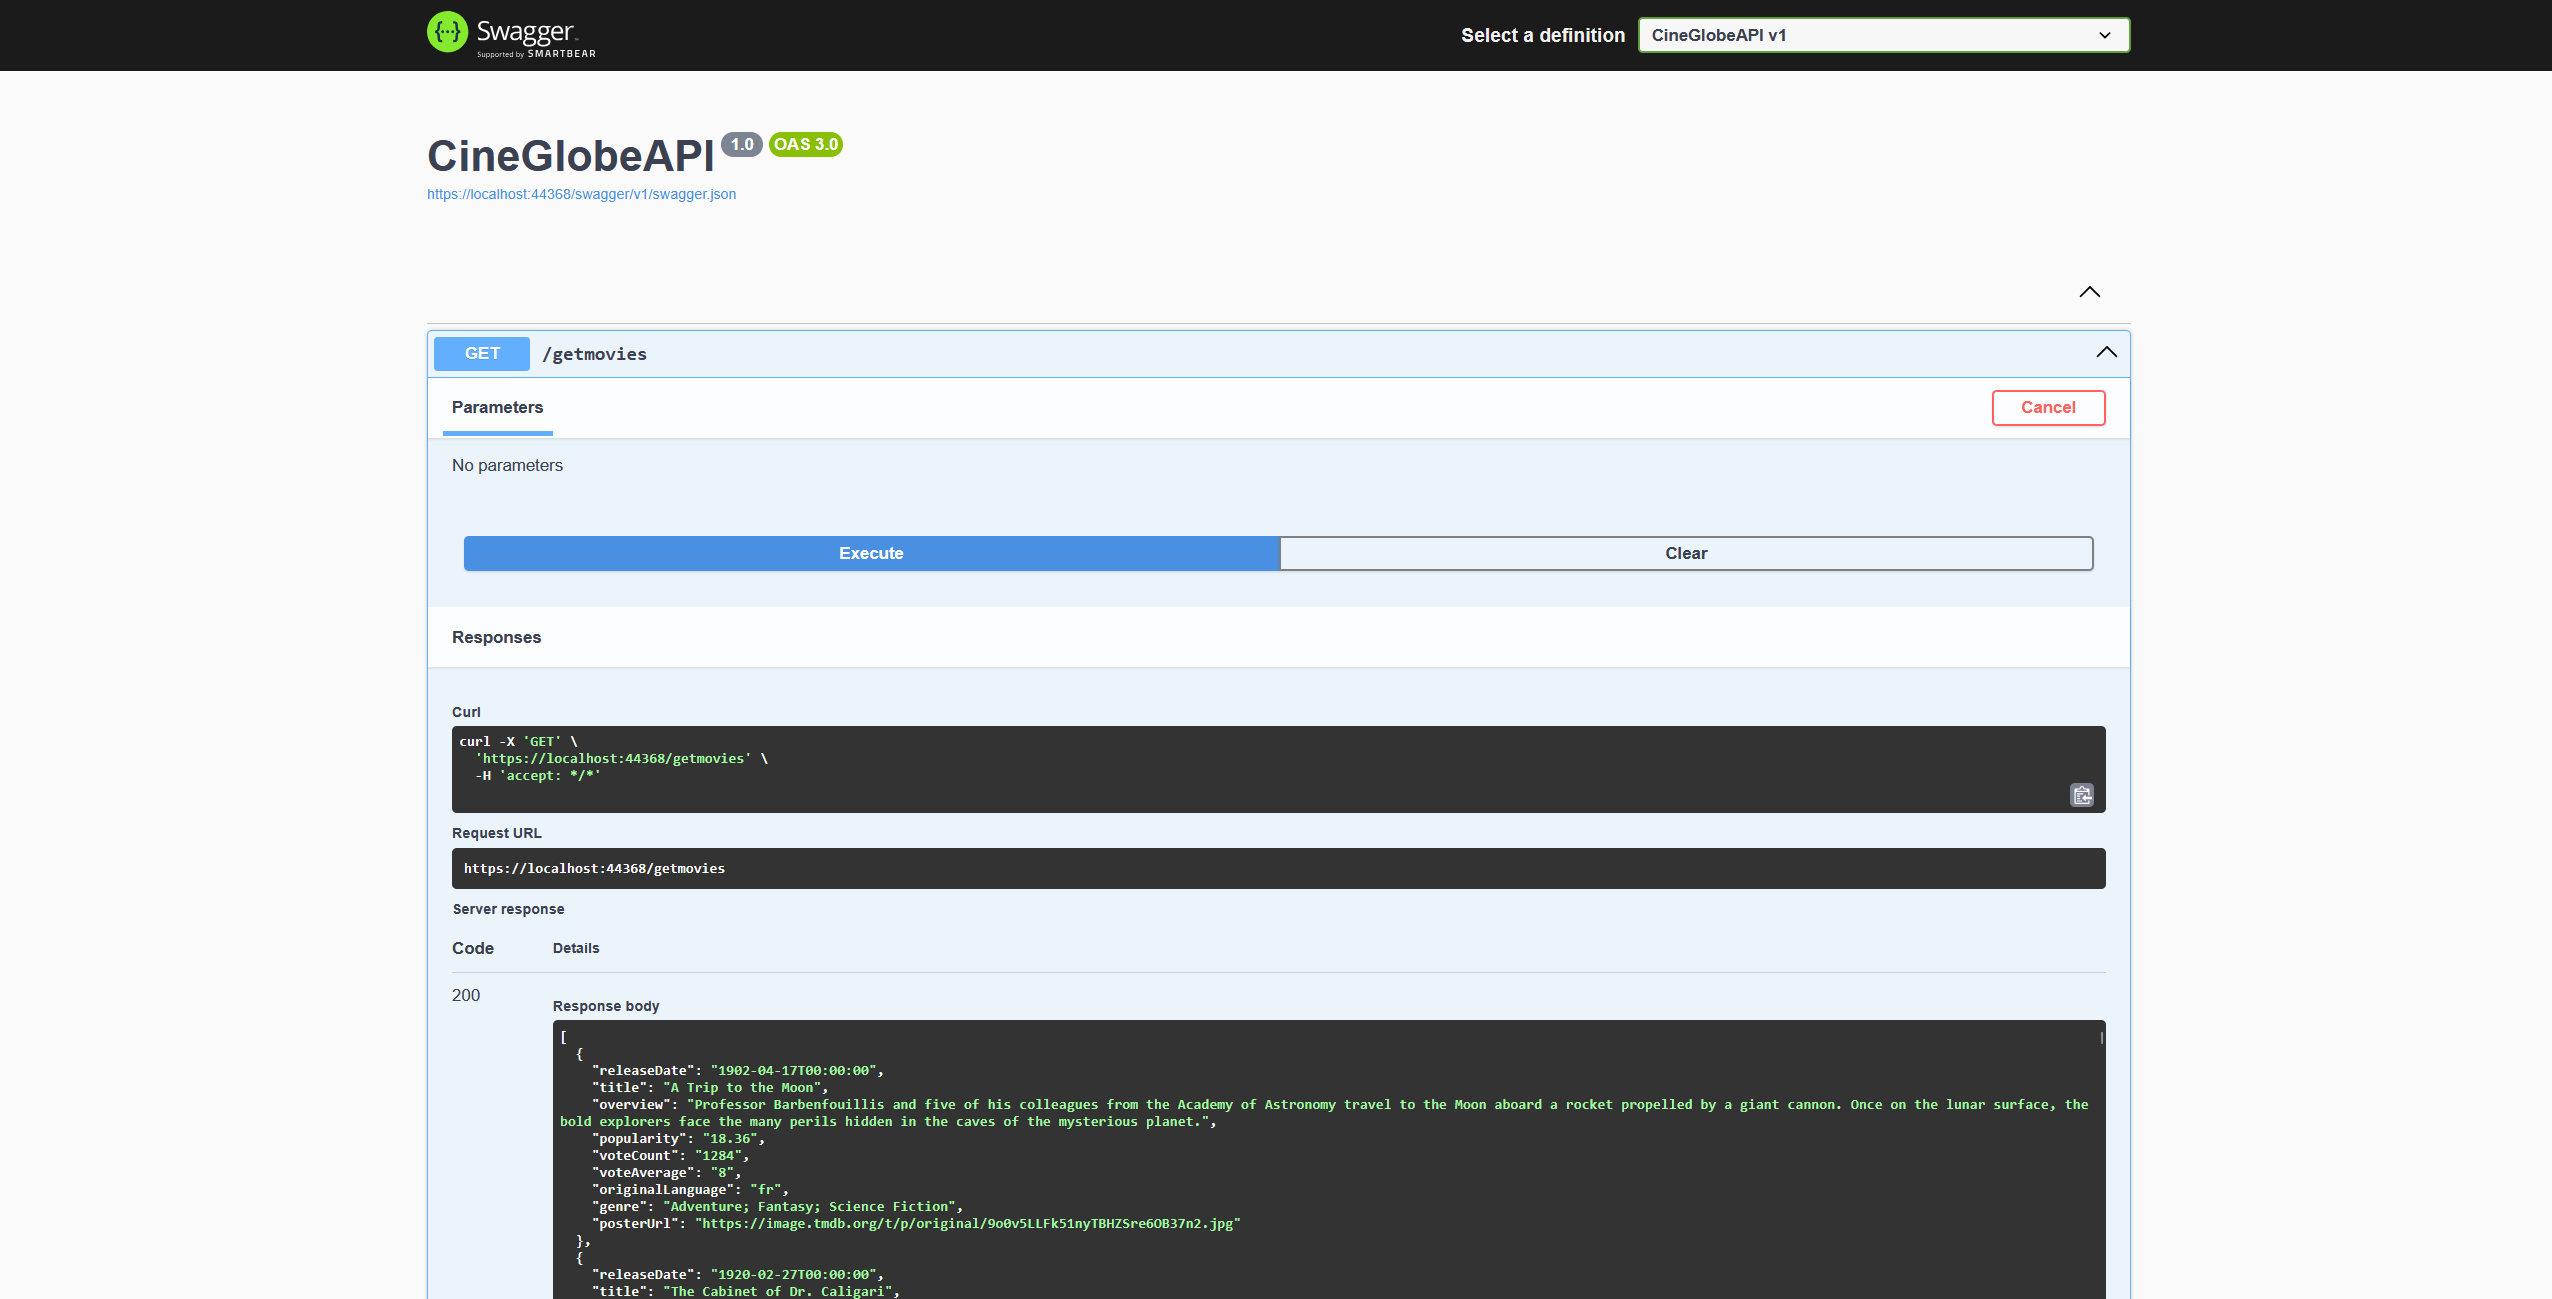 Swagger
Supported by SMARTBEAR
Select a definition
CineGlobeAPI v1
CineGlobeAPI 1.0 OAS 3.0
https://localhost:44368/swagger/v1/swagger.json
GET /getmovies
Parameters
Cancel
No parameters
Execute
Clear
Responses
Curl
curl -X 'GET' \
  'https://localhost:44368/getmovies' \
  -H 'accept: */*'
Request URL
https://localhost:44368/getmovies
Server response
Code Details
200
Response body
[
  {
    "releaseDate": "1902-04-17T00:00:00",
    "title": "A Trip to the Moon",
    "overview": "Professor Barbenfouillis and five of his colleagues from the Academy of Astronomy travel to the Moon aboard a rocket propelled by a giant cannon. Once on the lunar surface, the
bold explorers face the many perils hidden in the caves of the mysterious planet.",
    "popularity": "18.36",
    "voteCount": "1284",
    "voteAverage": "8",
    "originalLanguage": "fr",
    "genre": "Adventure; Fantasy; Science Fiction",
    "posterUrl": "https://image.tmdb.org/t/p/original/9o0v5LLFk51nyTBHZSre6OB37n2.jpg"
  },
  {
    "releaseDate": "1920-02-27T00:00:00",
    "title": "The Cabinet of Dr. Caligari",